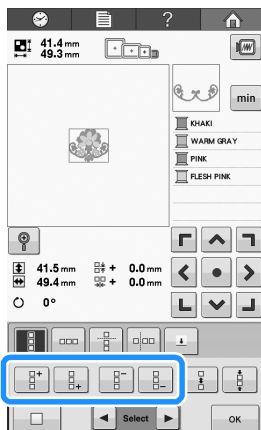 ?
41.4 mm
49.3 mm
min
KHAKI
WARM GRAY
PINK
FLESH PINK
41.5 mm + 0.0 mm
49.4 mm + 0.0 mm
0°
Select
OK